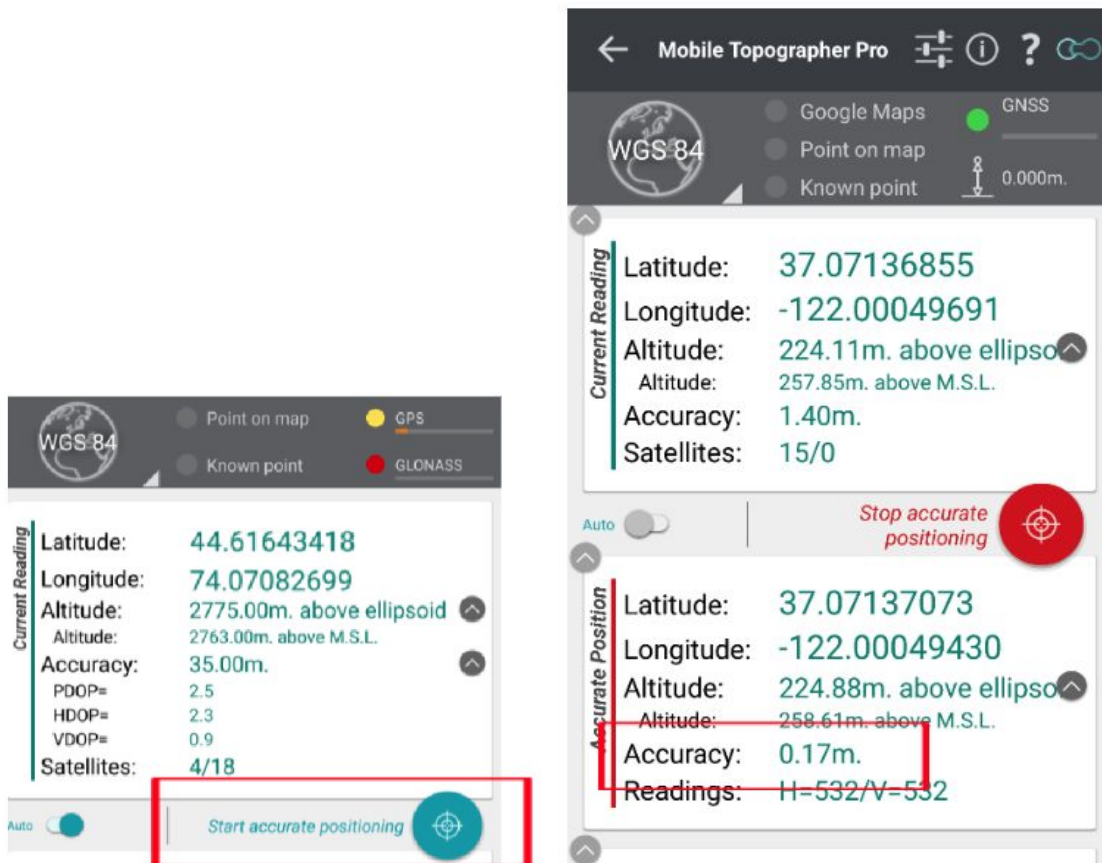 WGS 84
Point on map
GPS
Known point
GLONASS
Current Reading
Latitude: 44.61643418
Longitude: 74.07082699
Altitude: 2775.00m. above ellipsoid
Altitude: 2763.00m. above M.S.L.
Accuracy: 35.00m.
PDOP= 2.5
HDOP= 2.3
VDOP= 0.9
Satellites: 4/18
Auto
Start accurate positioning
Mobile Topographer Pro
?
WGS 84
Google Maps
GNSS
Point on map
Known point
0.000m.
Current Reading
Latitude: 37.07136855
Longitude: -122.00049691
Altitude: 224.11m. above ellipso
Altitude: 257.85m. above M.S.L.
Accuracy: 1.40m.
Satellites: 15/0
Auto
Stop accurate
positioning
Accurate Position
Latitude: 37.07137073
Longitude: -122.00049430
Altitude: 224.88m. above ellipso
Altitude: 258.61m. above M.S.L.
Accuracy: 0.17m.
Readings: H=532/V=532